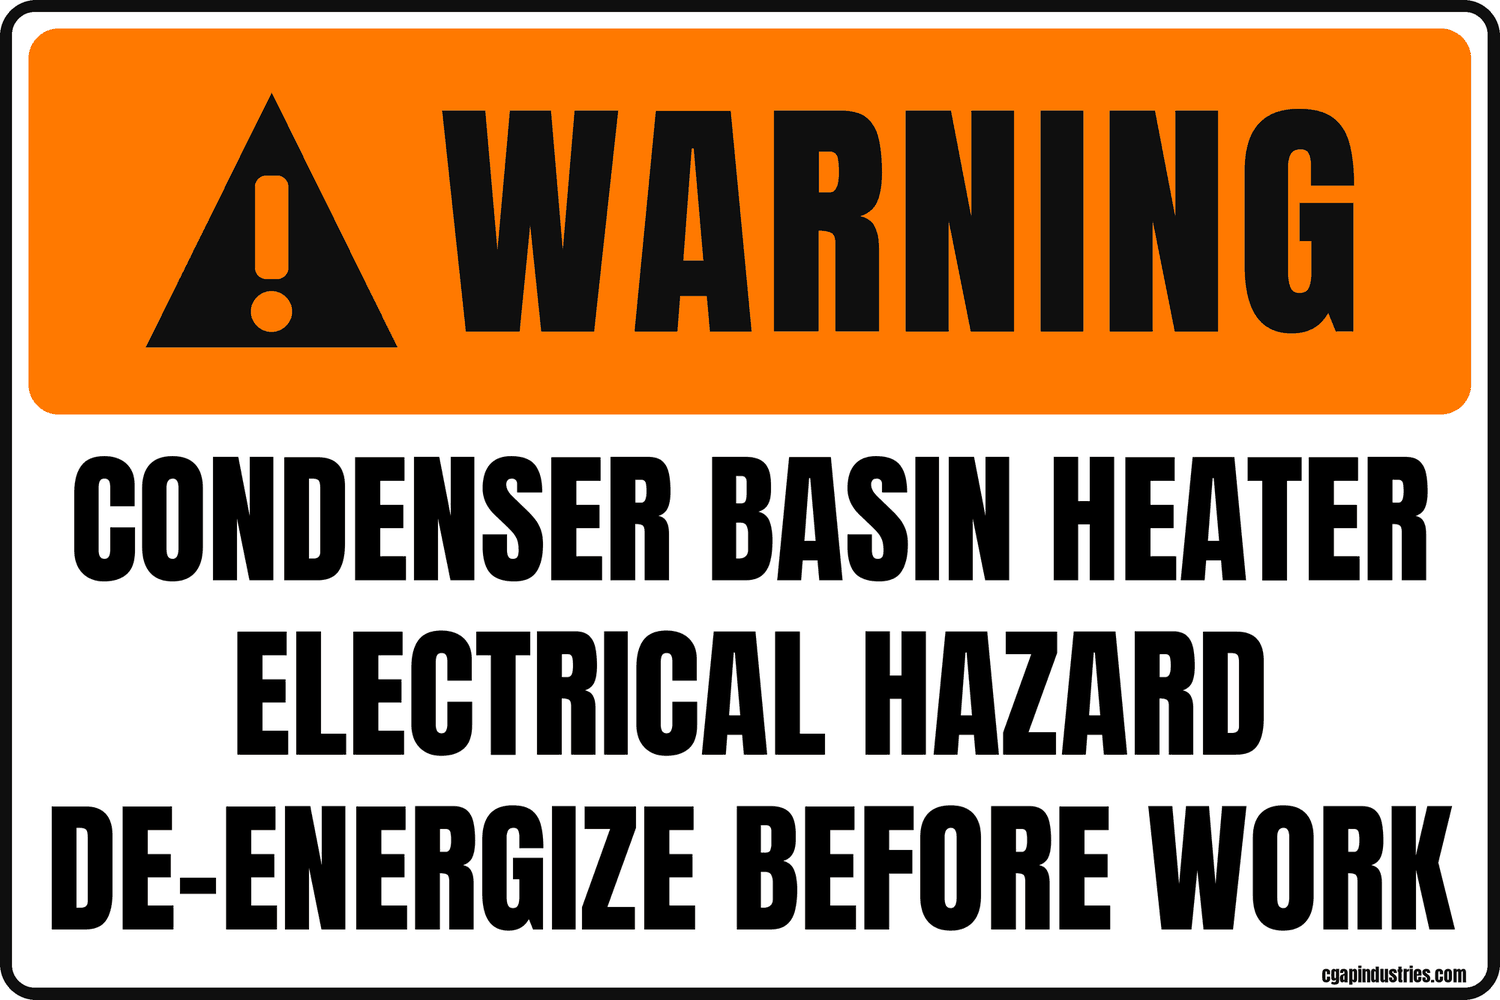 WARNING
CONDENSER BASIN HEATER
ELECTRICAL HAZARD
DE-ENERGIZE BEFORE WORK
cgapindustries.com